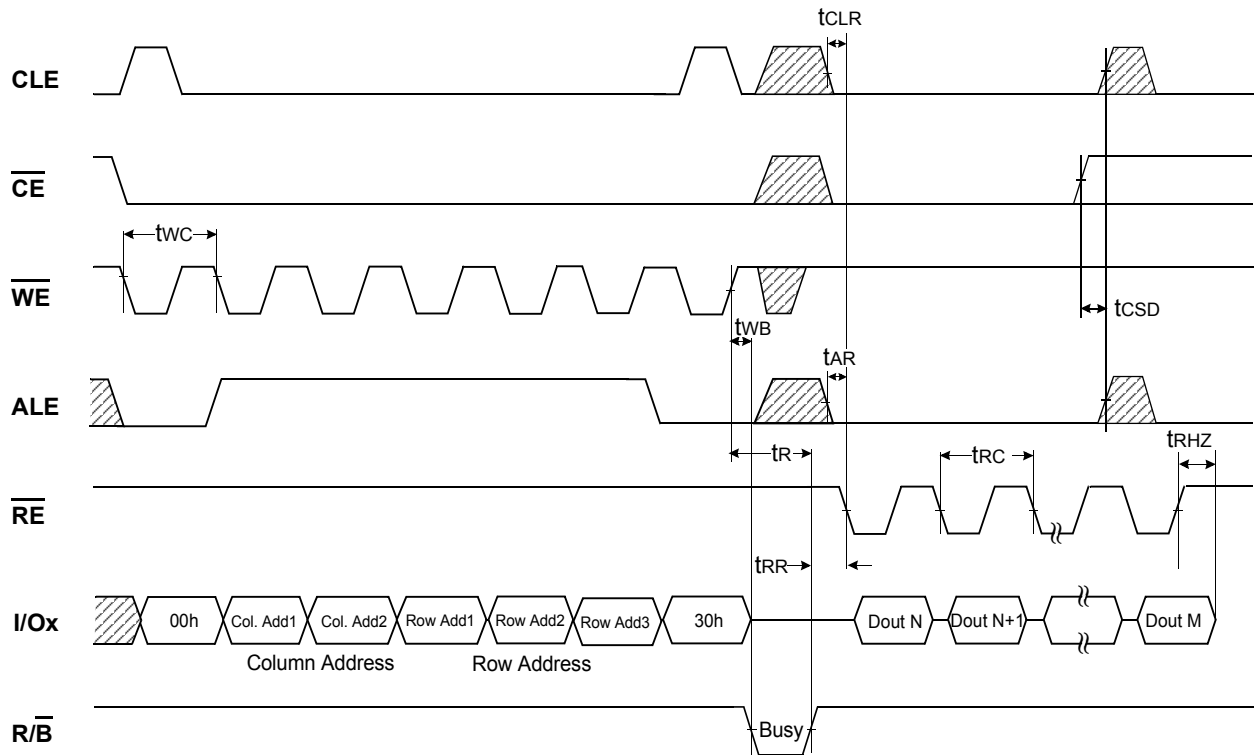 tCLR
CLE
CE
tWC
WE
tWB
tCSD
tAR
ALE
tR
tRC
tRHZ
RE
tRR
I/Ox
00h
Col. Add1
Col. Add2
Row Add1
Row Add2
Row Add3
30h
Dout N
Dout N+1
Dout M
Column Address
Row Address
R/B
Busy